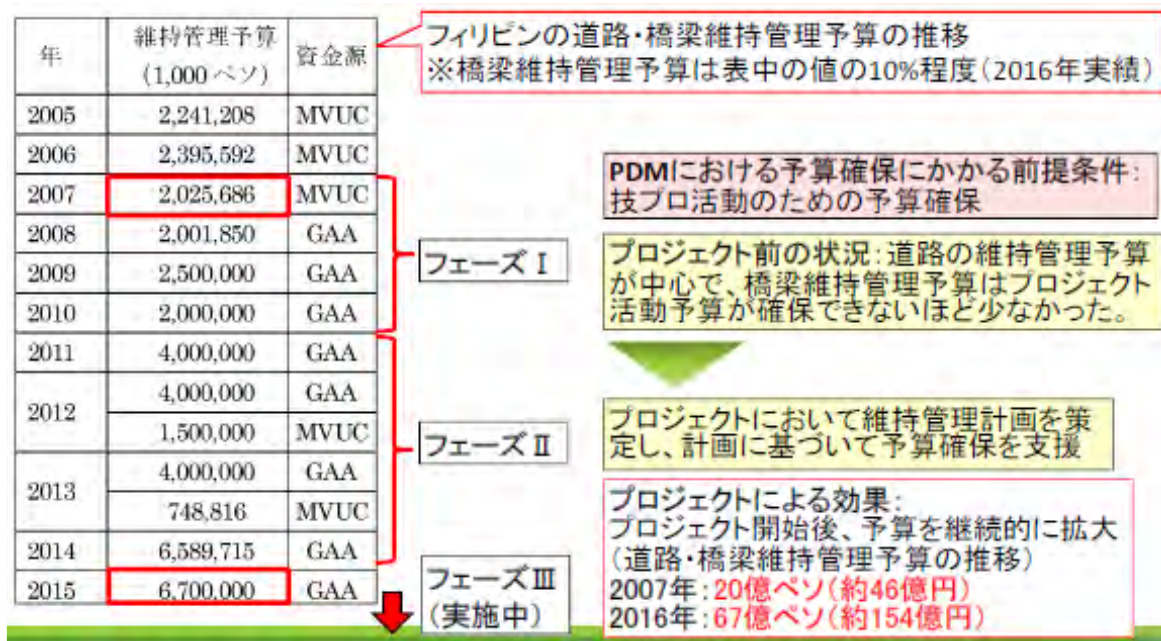 年 維持管理予算 (1,000 ペソ) 資金源
2005 2,241,208 MVUC
2006 2,395,592 MVUC
2007 2,025,686 MVUC
2008 2,001,850 GAA
2009 2,500,000 GAA
2010 2,000,000 GAA
2011 4,000,000 GAA
2012 4,000,000 GAA
1,500,000 MVUC
2013 4,000,000 GAA
748,816 MVUC
2014 6,589,715 GAA
2015 6,700,000 GAA
フェーズⅠ
フェーズⅡ
フェーズⅢ
(実施中)
フィリピンの道路・橋梁維持管理予算の推移
※橋梁維持管理予算は表中の値の10%程度(2016年実績)
PDMにおける予算確保にかかる前提条件:
技プロ活動のための予算確保
プロジェクト前の状況:道路の維持管理予算
が中心で、橋梁維持管理予算はプロジェクト
活動予算が確保できないほど少なかった。
プロジェクトにおいて維持管理計画を策
定し、計画に基づいて予算確保を支援
プロジェクトによる効果:
プロジェクト開始後、予算を継続的に拡大
(道路・橋梁維持管理予算の推移)
2007年:20億ペソ(約46億円)
2016年:67億ペソ(約154億円)